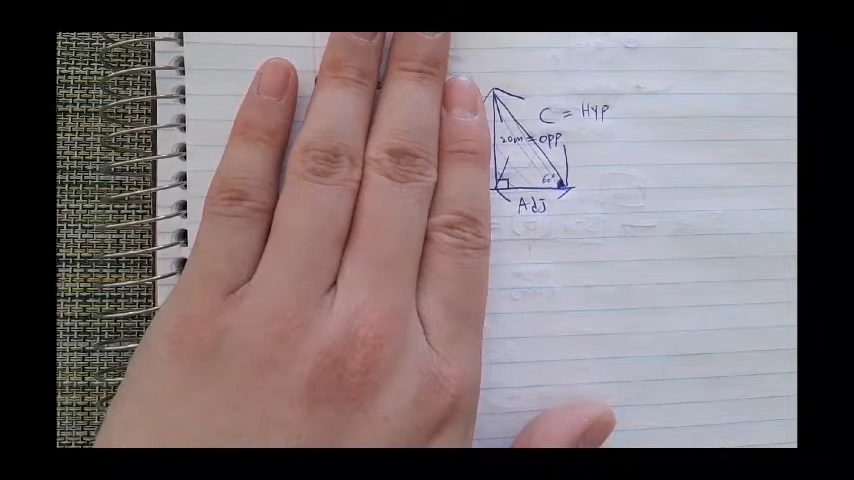 C = Hyp
20m = opp
60°
Adj